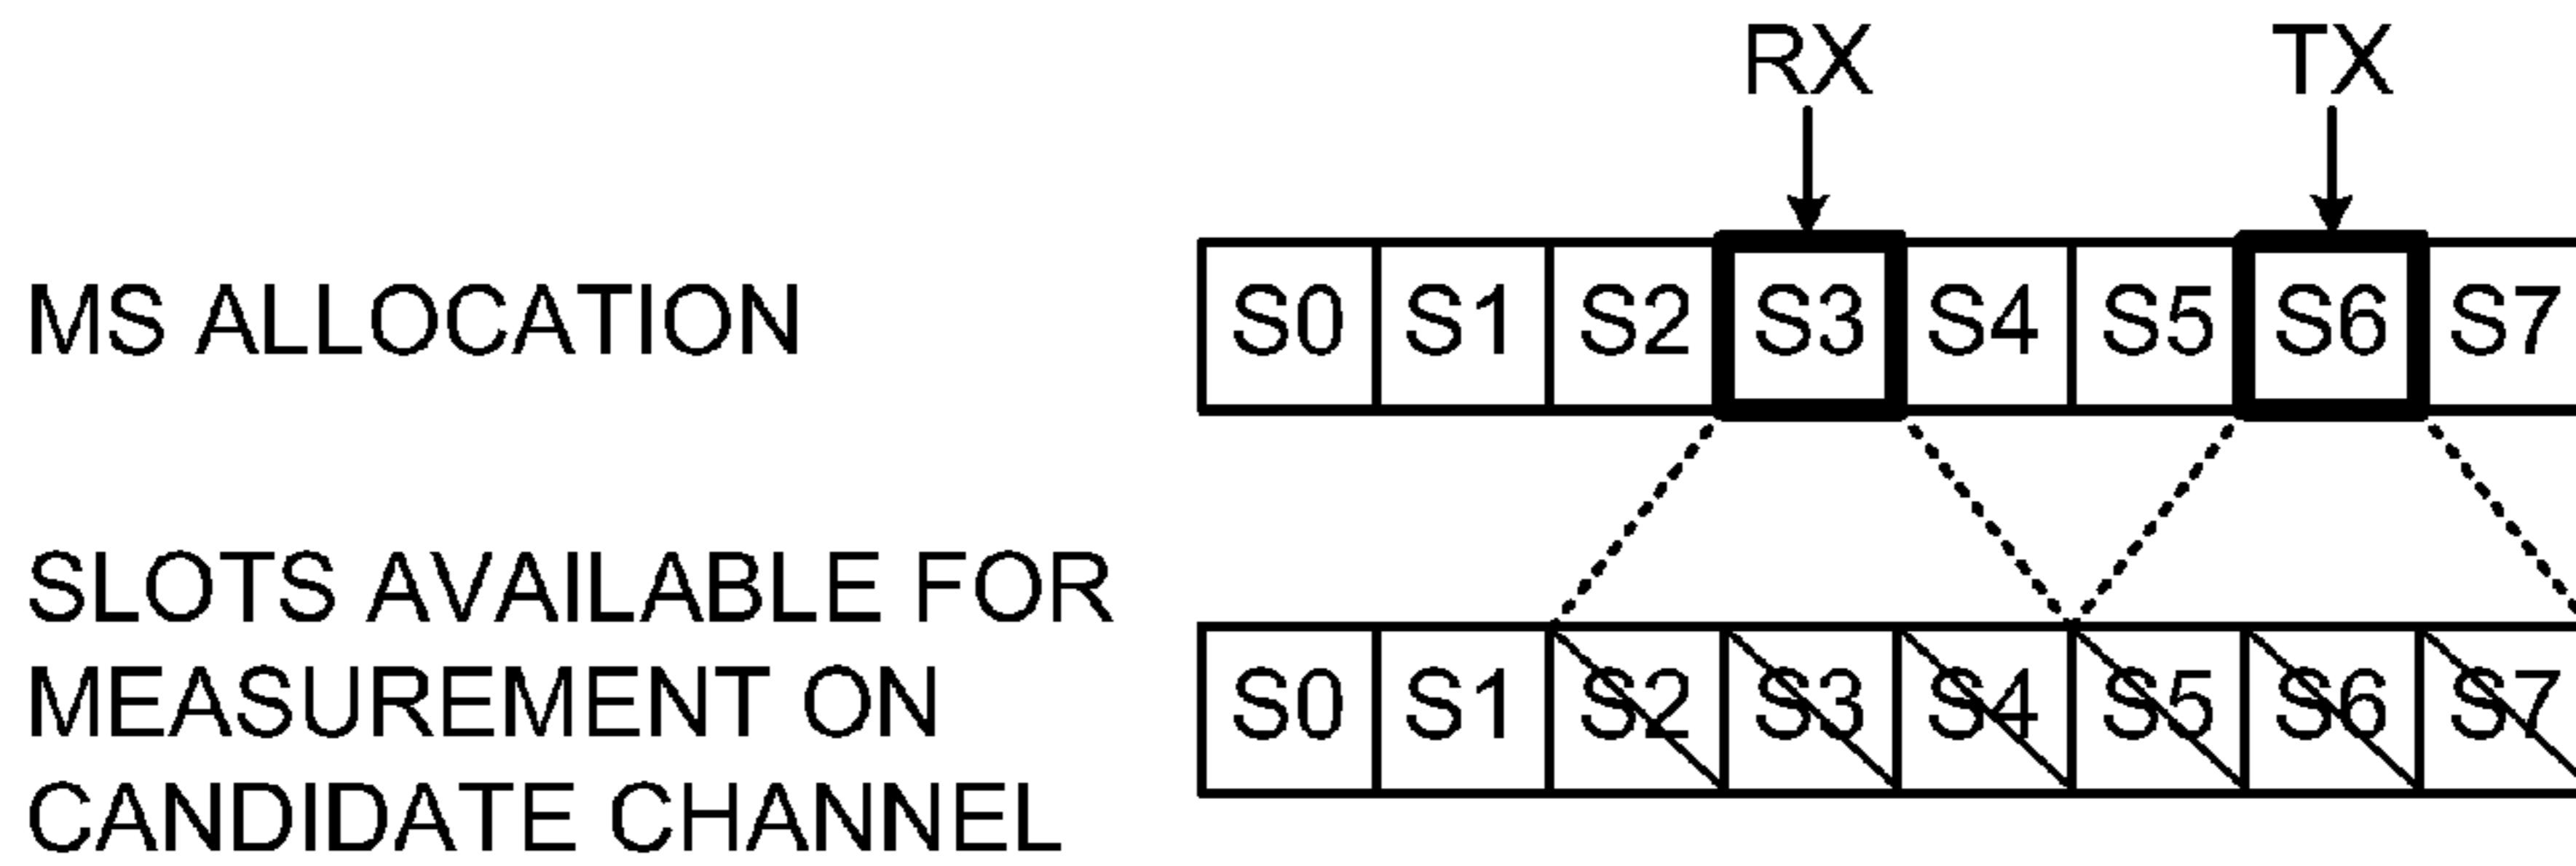 RX TX
MS ALLOCATION S0 S1 S2 S3 S4 S5 S6 S7
SLOTS AVAILABLE FOR
MEASUREMENT ON S0 S1 S2 S3 S4 S5 S6 S7
CANDIDATE CHANNEL